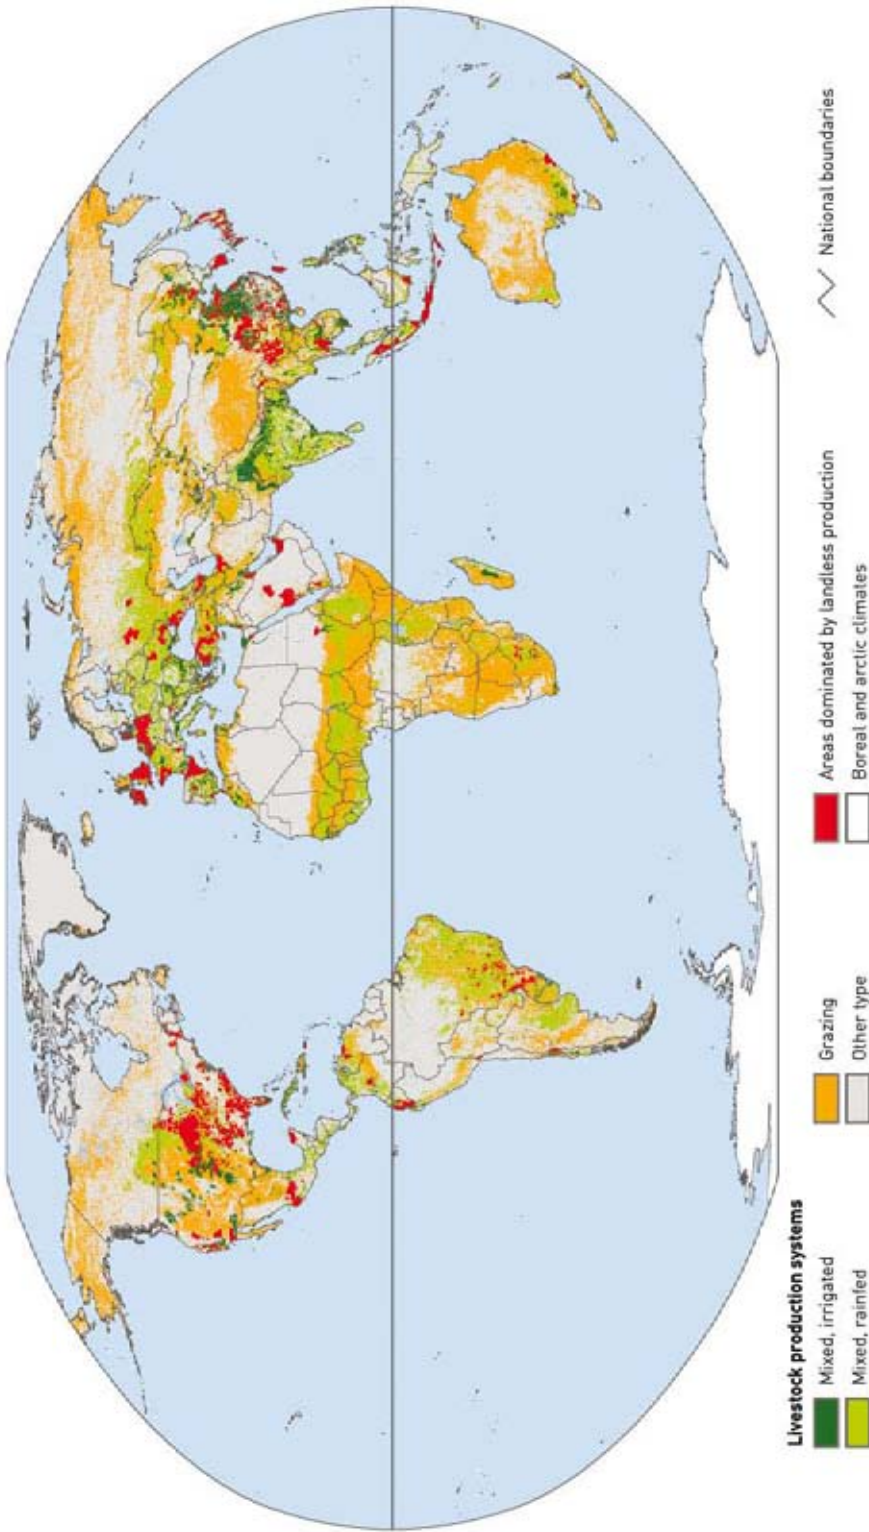 Livestock production systems
Mixed, irrigated
Mixed, rainfed
Grazing
Other type
Areas dominated by landless production
Boreal and arctic climates
National boundaries